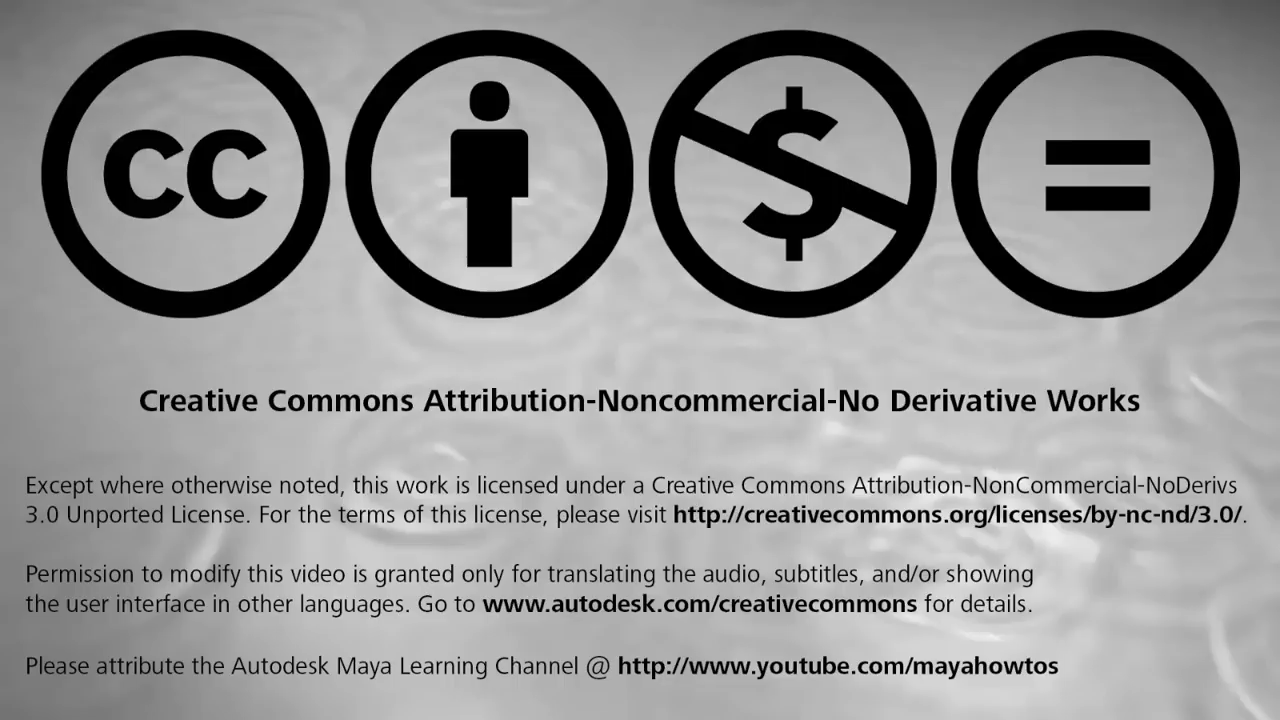 cc $ =
Creative Commons Attribution-Noncommercial-No Derivative Works
Except where otherwise noted, this work is licensed under a Creative Commons Attribution-NonCommercial-NoDerivs
3.0 Unported License. For the terms of this license, please visit http://creativecommons.org/licenses/by-nc-nd/3.0/.
Permission to modify this video is granted only for translating the audio, subtitles, and/or showing
the user interface in other languages. Go to www.autodesk.com/creativecommons for details.
Please attribute the Autodesk Maya Learning Channel @ http://www.youtube.com/mayahowtos